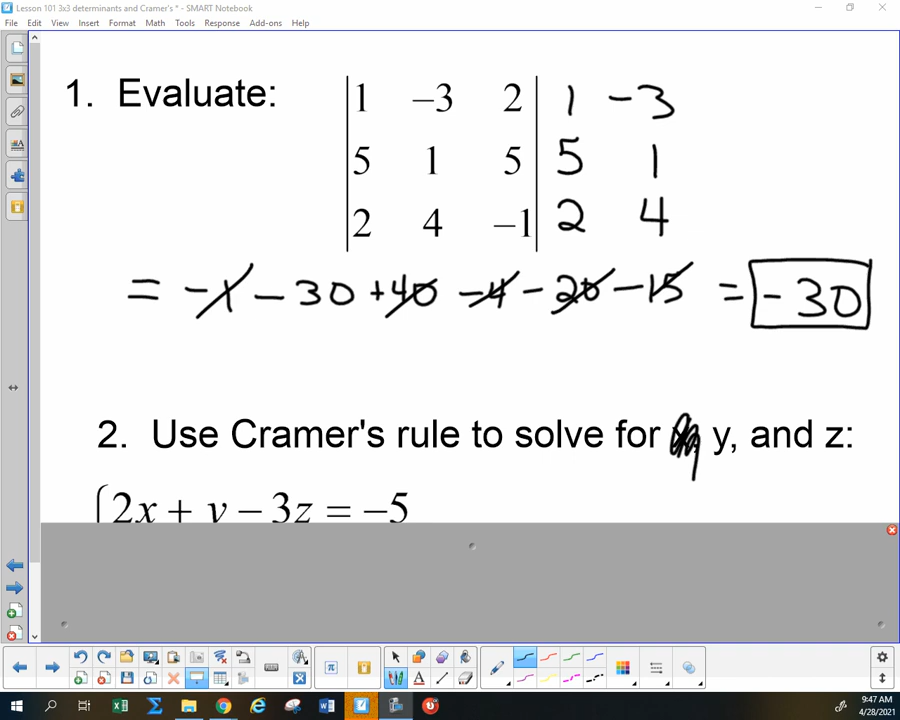 Lesson 101 3x3 determinants and Cramer's * - SMART Notebook
File Edit View Insert Format Math Tools Response Add-ons Help
1. Evaluate:
1 −3 2 1 −3
5 1 5 5 1
2 4 −1 2 4
= −1 − 30 + 40 − 4 − 20 − 15 = −30
2. Use Cramer's rule to solve for y, and z:
2x + y − 3z = −5
9:47 AM
4/28/2021